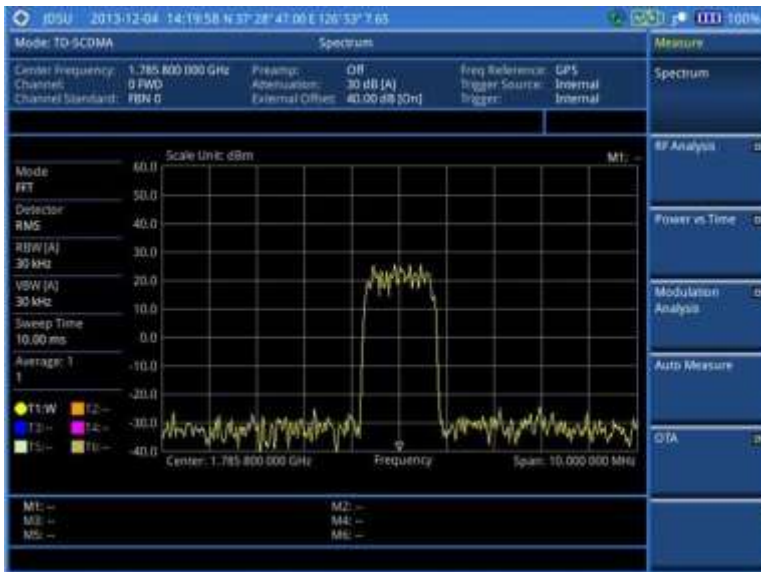 JDSU 2013-12-04 14:19:58 N 37° 28' 41.00 E 126° 53' 7.65 100%
Mode: TD-SCDMA Spectrum Measure
Center Frequency: 1.785 800 000 GHz Preamp: Off Freq Reference: GPS
Channel: 0 FWD Attenuation: 30 dB [A] Trigger Source: Internal
Channel Standard: FBN 0 External Offset: 40.00 dB [On] Trigger: Internal
Spectrum
RF Analysis
Power vs Time
Modulation
Analysis
Auto Measure
OTA
Scale Unit: dBm M1: --
Mode
FFT
Detector
RMS
RBW [A]
30 kHz
VBW [A]
30 kHz
Sweep Time
10.00 ms
Average: 1
1
T1:W T2:--
T3:-- T4:--
T5:-- T6:--
60.0
50.0
40.0
30.0
20.0
10.0
0.0
-10.0
-20.0
-30.0
-40.0
Center: 1.785 800 000 GHz Frequency Span: 10.000 000 MHz
M1: -- M2: --
M3: -- M4: --
M5: -- M6: --